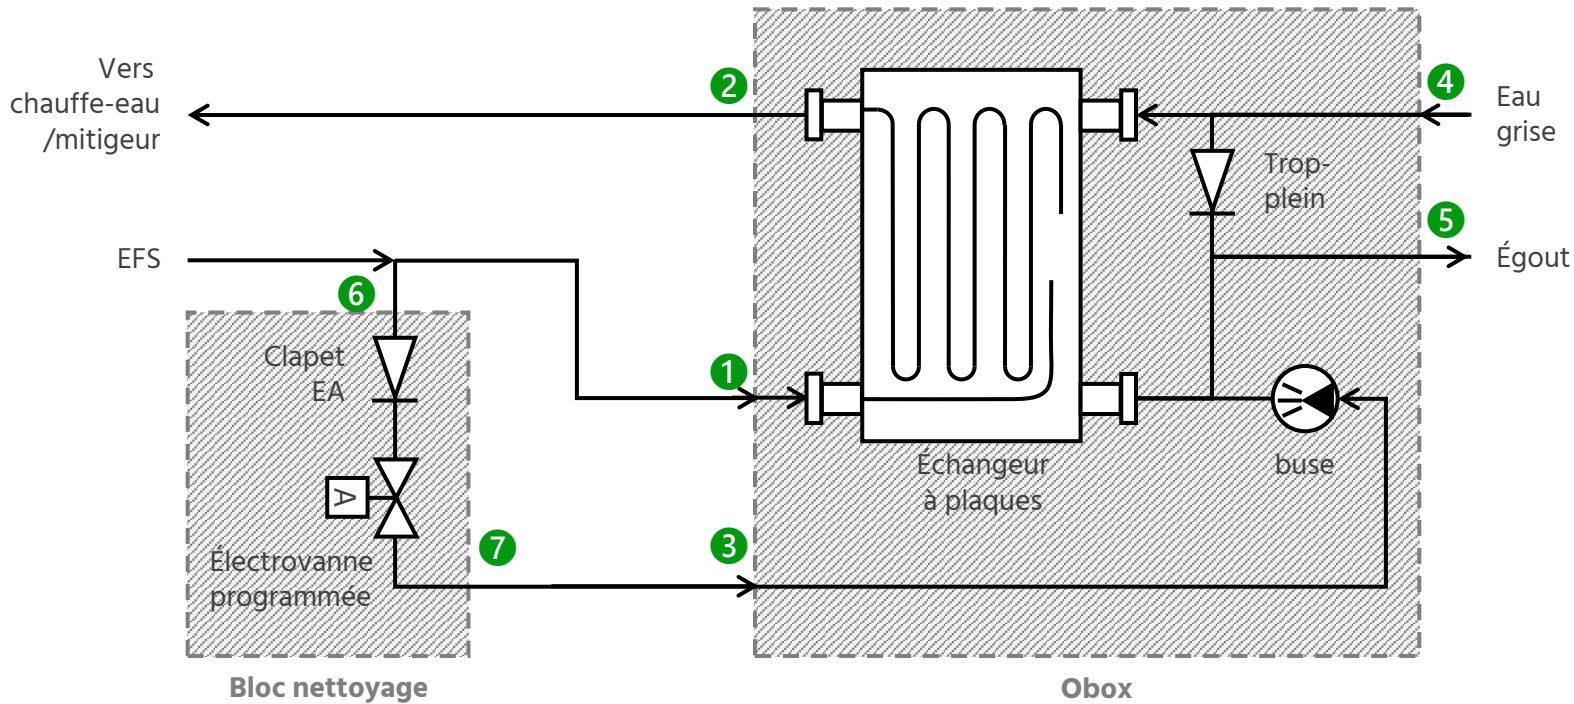 Vers
chauffe-eau
/mitigeur
2
4
Eau
grise
Trop-
plein
5
Égout
EFS
6
Clapet
EA
1
A
Échangeur
à plaques
buse
Électrovanne
programmée
7
3
Bloc nettoyage
Obox